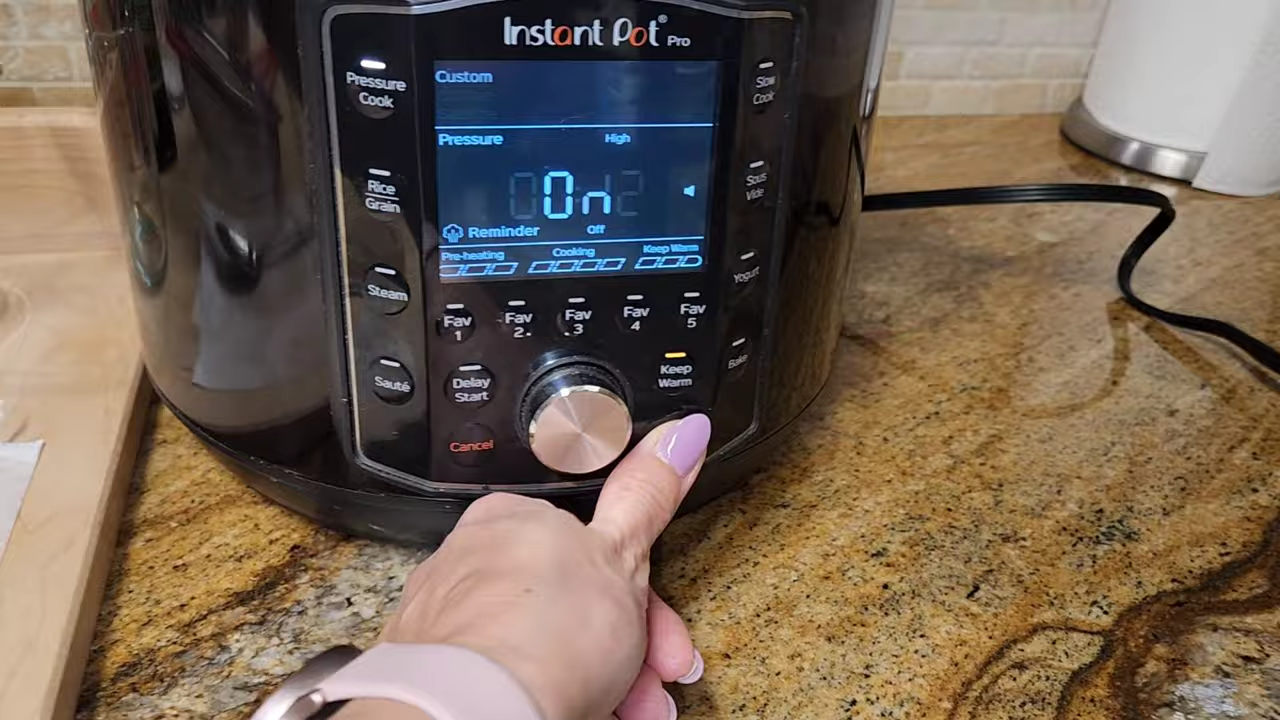 Instant Pot® Pro
Pressure
Cook
Rice
Grain
Steam
Sauté
Custom
Pressure High
On
Reminder Off
Pre-heating Cooking Keep Warm
Fav
1
Fav
2
Fav
3
Fav
4
Fav
5
Delay
Start
Keep
Warm
Cancel
Slow
Cook
Sous
Vide
Yogurt
Bake